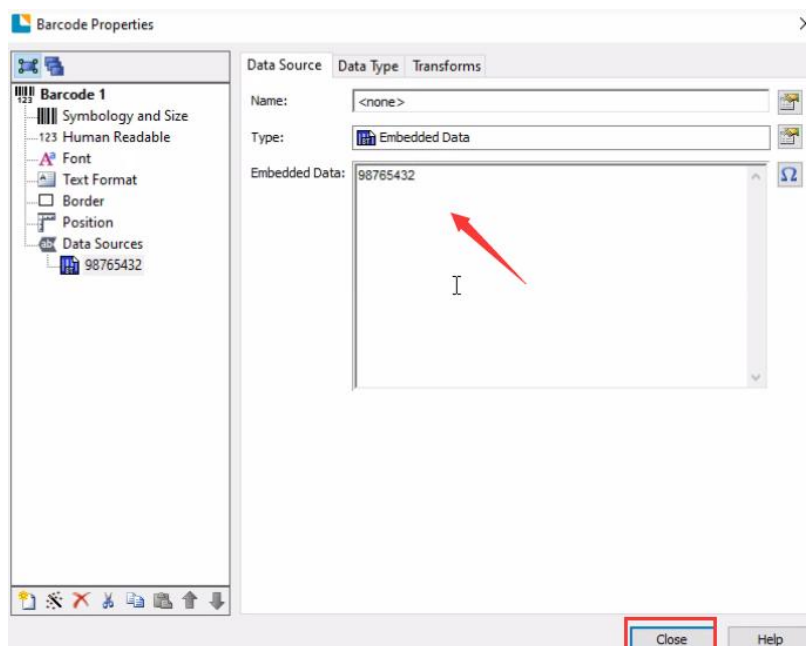 Barcode Properties
Barcode 1
Symbology and Size
123 Human Readable
Font
Text Format
Border
Position
Data Sources
98765432
Data Source Data Type Transforms
Name: <none>
Type: Embedded Data
Embedded Data: 98765432
Close Help